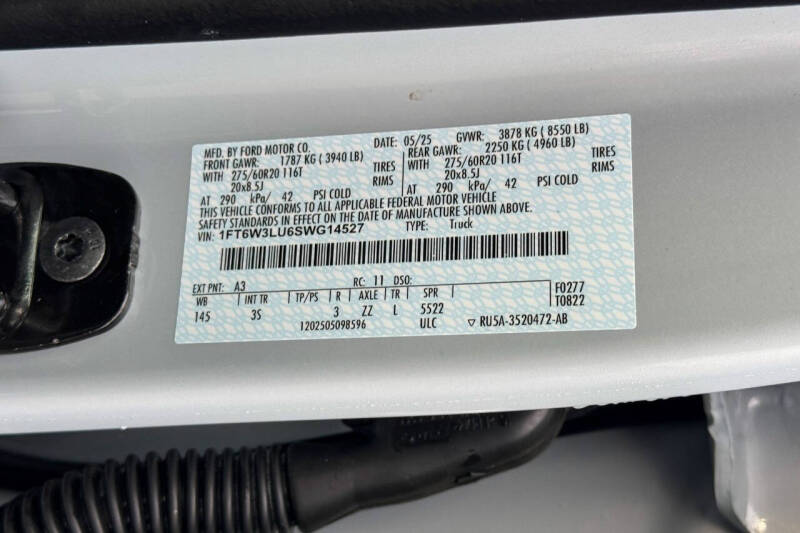 MFD. BY FORD MOTOR CO. DATE: 05/25 GVWR: 3878 KG ( 8550 LB)
FRONT GAWR: 1787 KG ( 3940 LB) REAR GAWR: 2250 KG ( 4960 LB)
WITH 275/60R20 116T TIRES WITH 275/60R20 116T TIRES
20x8.5J RIMS 20x8.5J RIMS
AT 290 kPa/ 42 PSI COLD AT 290 kPa/ 42 PSI COLD
THIS VEHICLE CONFORMS TO ALL APPLICABLE FEDERAL MOTOR VEHICLE
SAFETY STANDARDS IN EFFECT ON THE DATE OF MANUFACTURE SHOWN ABOVE.
VIN: 1FT6W3LU6SWG14527 TYPE: Truck
EXT PNT: A3 RC: 11 DSO: F0277
WB INT TR TP/PS R AXLE TR SPR T0822
145 3S 3 ZZ L 5522
1202505098596 ULC ▽ RU5A-3520472-AB